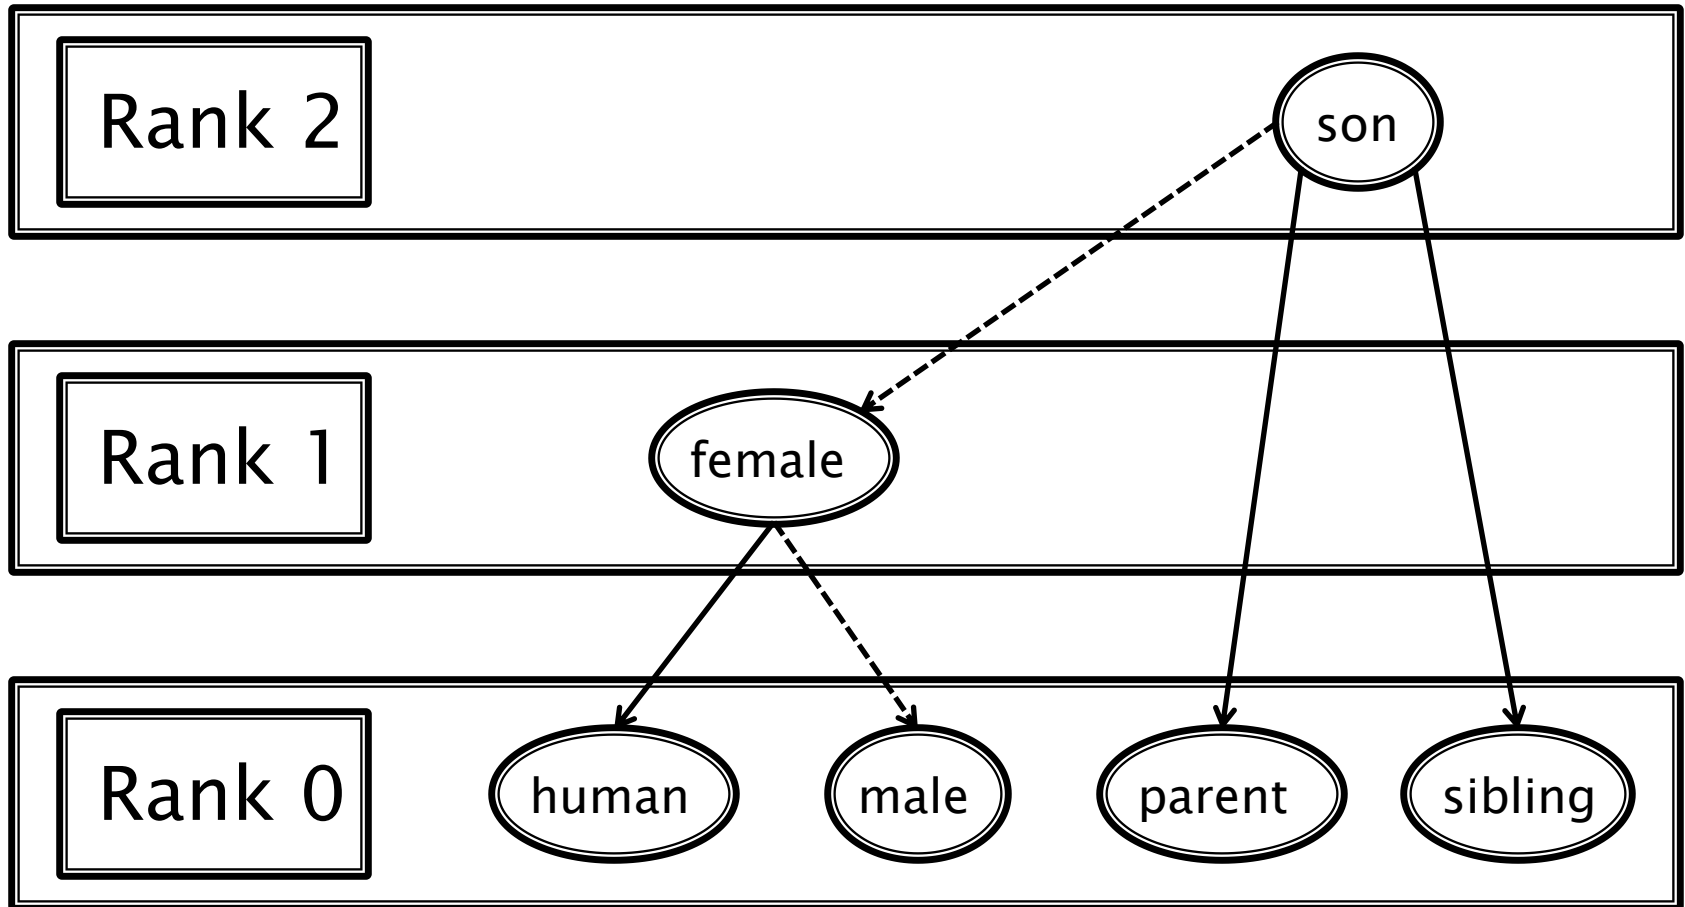 Rank 2
son
Rank 1
female
Rank 0
human
male
parent
sibling